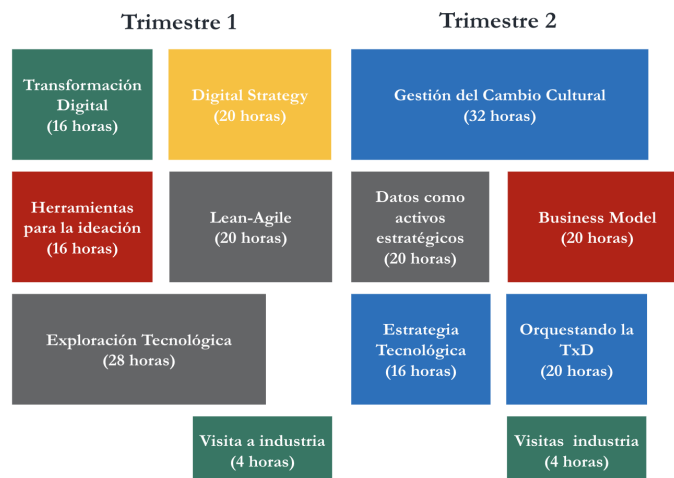 Trimestre 1
Trimestre 2
Transformación
Digital
(16 horas)
Digital Strategy
(20 horas)
Gestión del Cambio Cultural
(32 horas)
Herramientas
para la ideación
(16 horas)
Lean-Agile
(20 horas)
Datos como
activos
estratégicos
(20 horas)
Business Model
(20 horas)
Exploración Tecnológica
(28 horas)
Estrategia
Tecnológica
(16 horas)
Orquestando la
TxD
(20 horas)
Visita a industria
(4 horas)
Visitas industria
(4 horas)